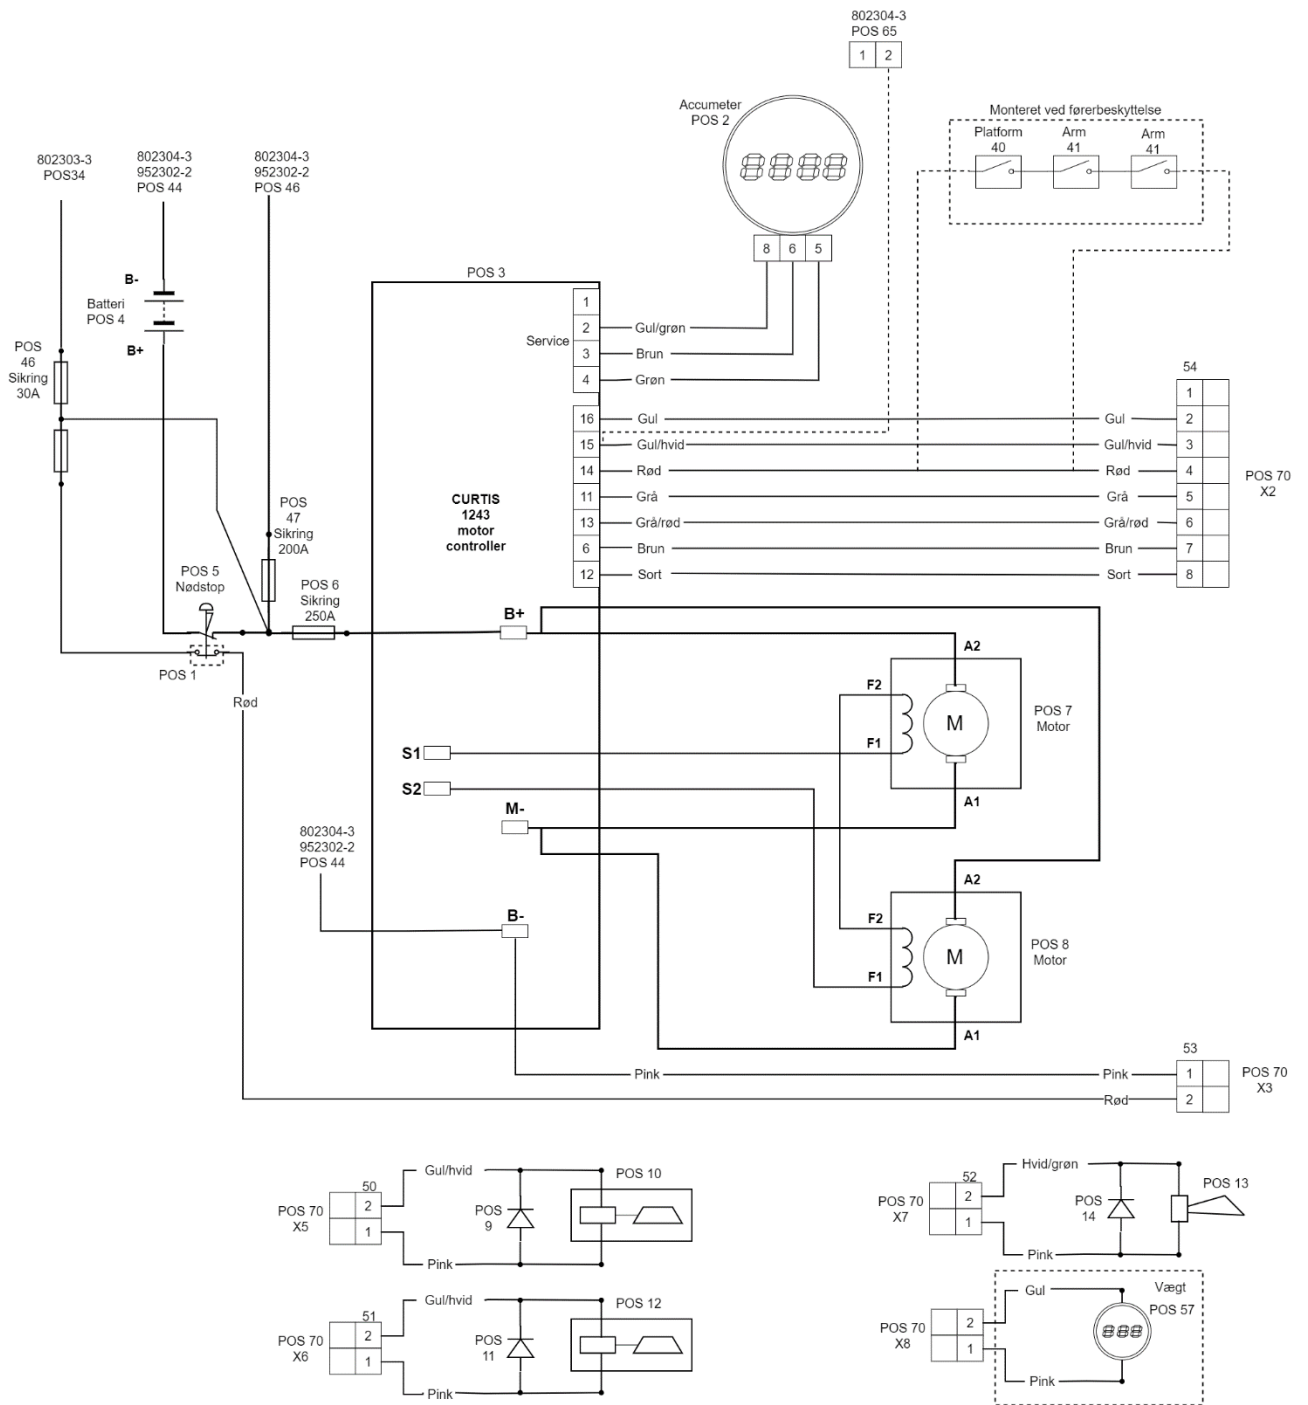 802304-3
POS 65
1 2
Accumeter
POS 2
8888
8 6 5
Monteret ved førerbeskyttelse
Platform
40
Arm
41
Arm
41
802303-3
POS34
802304-3
952302-2
POS 44
802304-3
952302-2
POS 46
B-
Batteri
POS 4
B+
POS
46
Sikring
30A
POS
47
Sikring
200A
POS 5
Nødstop
POS 6
Sikring
250A
POS 1
Rød
POS 3
Service
1
2 Gul/grøn
3 Brun
4 Grøn
16 Gul
15 Gul/hvid
14 Rød
11 Grå
13 Grå/rød
6 Brun
12 Sort
CURTIS
1243
motor
controller
54
1
Gul 2
Gul/hvid 3
Rød 4
Grå 5
Grå/rød 6
Brun 7
Sort 8
POS 70
X2
B+
A2
F2
M
F1
A1
POS 7
Motor
S1
S2
M-
802304-3
952302-2
POS 44
B-
A2
F2
M
F1
A1
POS 8
Motor
Pink
53
Pink 1
Rød 2
POS 70
X3
POS 70
X5
50
2
1
Gul/hvid
Pink
POS
9
POS 10
POS 70
X6
51
2
1
Gul/hvid
Pink
POS
11
POS 12
POS 70
X7
52
2
1
Hvid/grøn
Pink
POS
14
POS 13
POS 70
X8
2
1
Gul
Pink
Vægt
POS 57
888